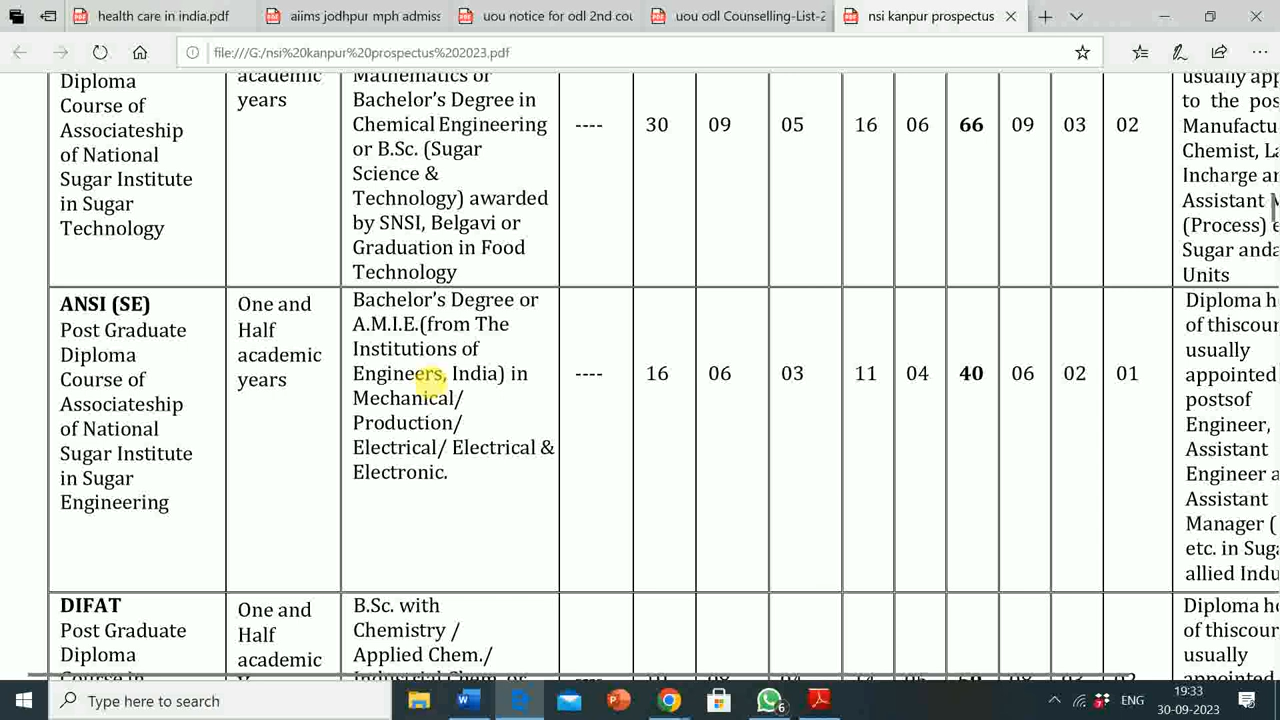 health care in india.pdf
aiims jodhpur mph admiss
uou notice for odl 2nd cou
uou odl Counselling-List-2
nsi kanpur prospectus
file:///G:/nsi%20kanpur%20prospectus%202023.pdf
Diploma
Course of
Associateship
of National
Sugar Institute
in Sugar
Technology
academic
years
Mathematics or
Bachelor's Degree in
Chemical Engineering
or B.Sc. (Sugar
Science &
Technology) awarded
by SNSI, Belgavi or
Graduation in Food
Technology
---- 30 09 05 16 06 66 09 03 02
usually app
to the pos
Manufactu
Chemist, La
Incharge an
Assistant M
(Process) e
Sugar anda
Units
ANSI (SE)
Post Graduate
Diploma
Course of
Associateship
of National
Sugar Institute
in Sugar
Engineering
One and
Half
academic
years
Bachelor's Degree or
A.M.I.E.(from The
Institutions of
Engineers, India) in
Mechanical/
Production/
Electrical/ Electrical &
Electronic.
---- 16 06 03 11 04 40 06 02 01
Diploma h
of thiscour
usually
appointed
postsof
Engineer,
Assistant
Engineer a
Assistant
Manager (
etc. in Suga
allied Indu
DIFAT
Post Graduate
Diploma
One and
Half
academic
B.Sc. with
Chemistry /
Applied Chem./
Diploma ho
of thiscour
usually
Type here to search
6
ENG
19:33
30-09-2023